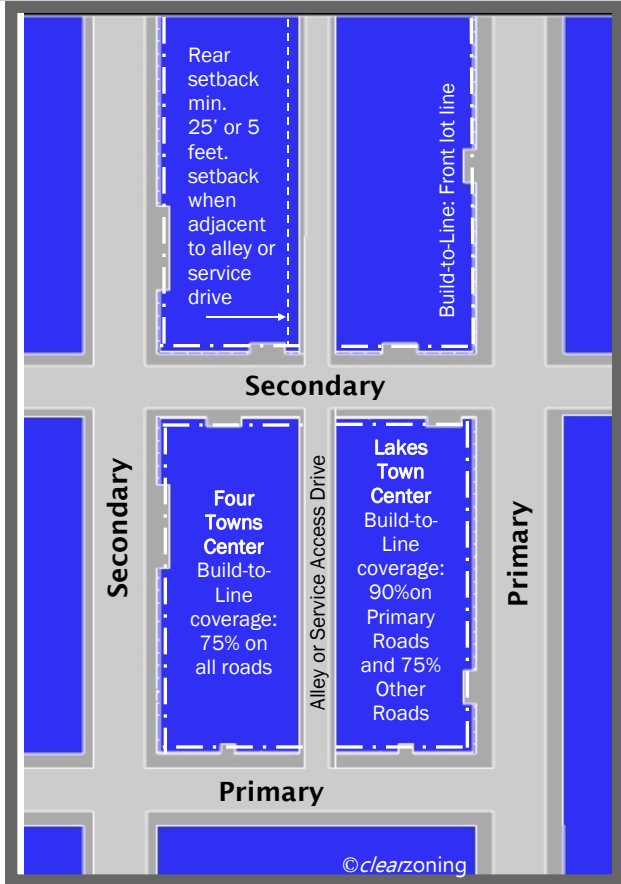 Rear
setback
min.
25' or 5
feet.
setback
when
adjacent
to alley or
service
drive
Build-to-Line: Front lot line
Secondary
Secondary
Four
Towns
Center
Build-to-
Line
coverage:
75% on
all roads
Alley or Service Access Drive
Lakes
Town
Center
Build-to-
Line
coverage:
90%on
Primary
Roads
and 75%
Other
Roads
Primary
Primary
©clearzoning